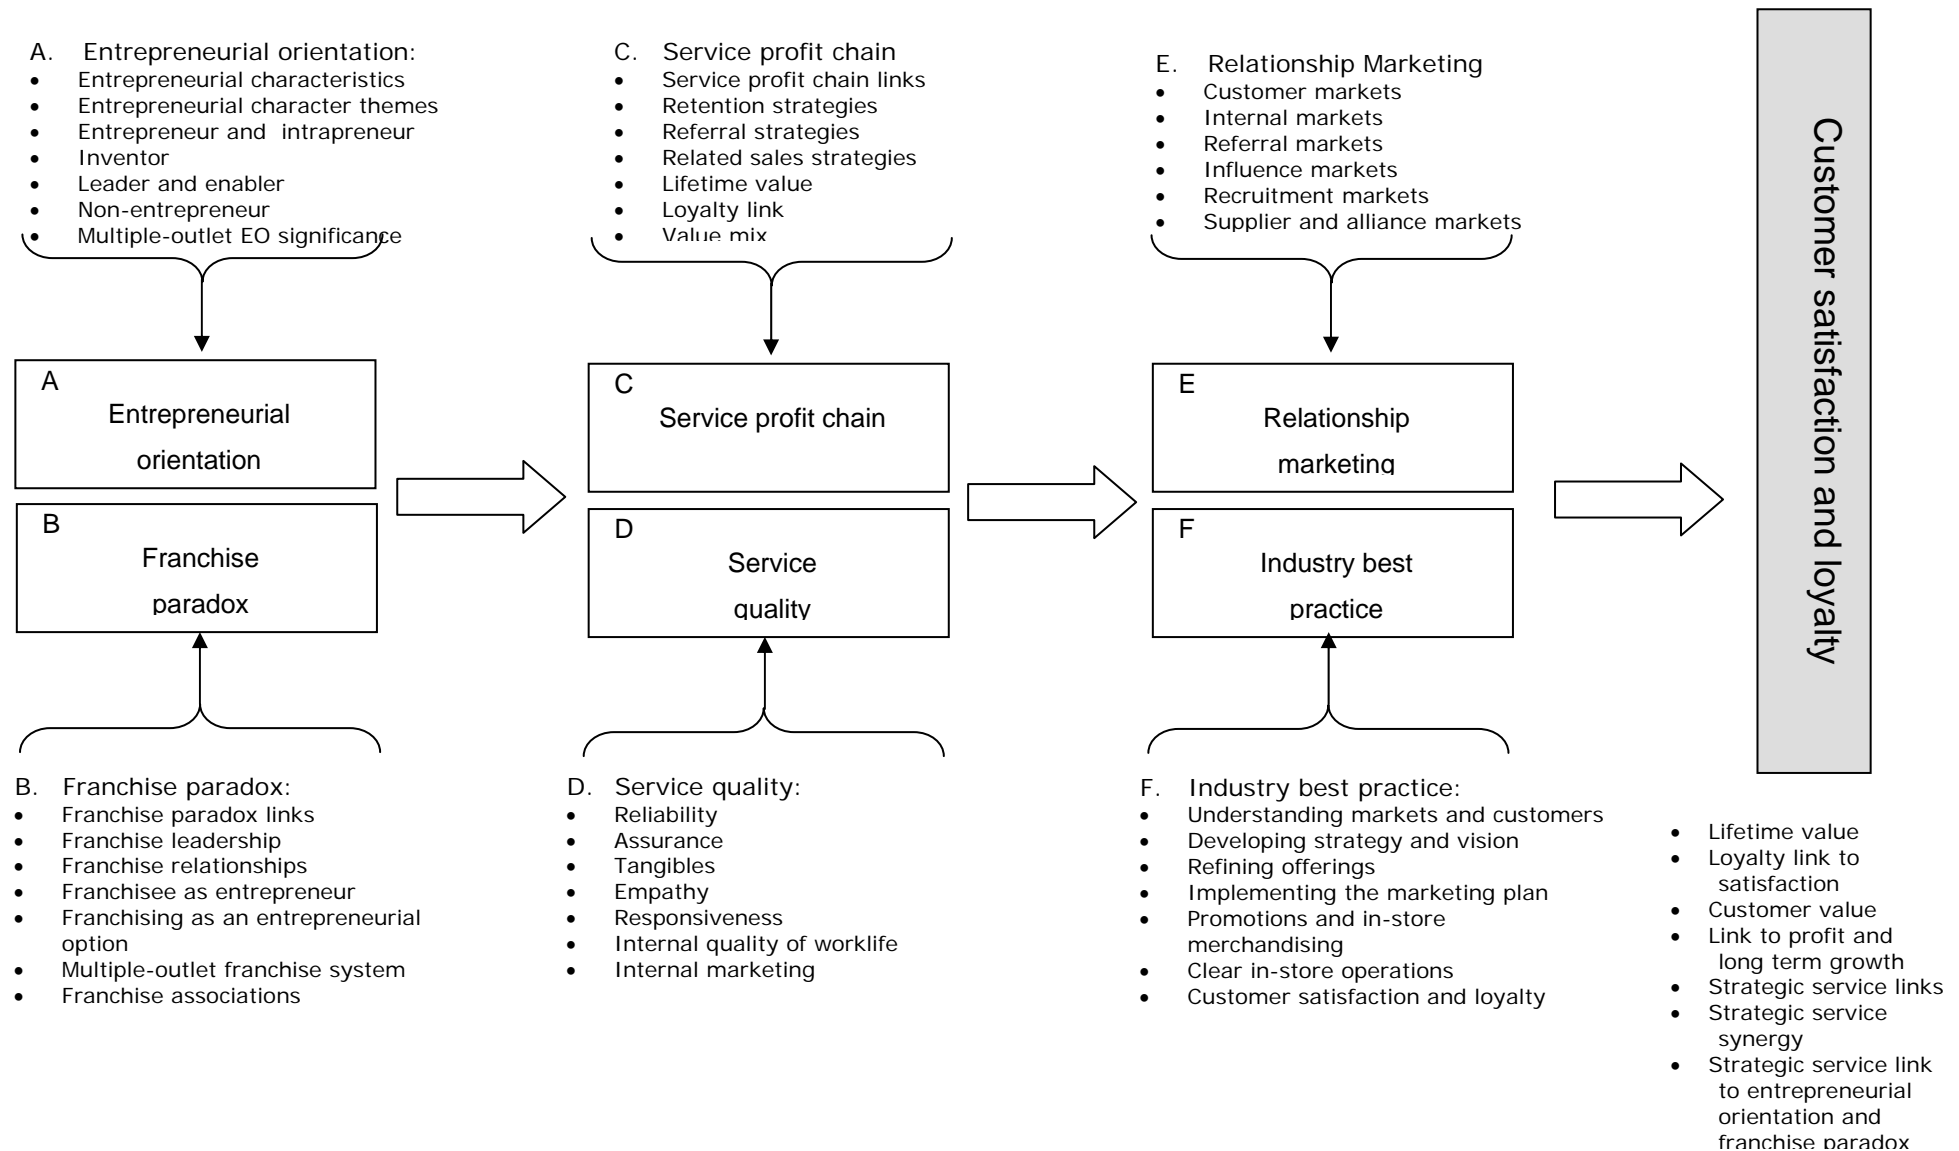 A. Entrepreneurial orientation:
• Entrepreneurial characteristics
• Entrepreneurial character themes
• Entrepreneur and intrapreneur
• Inventor
• Leader and enabler
• Non-entrepreneur
• Multiple-outlet EO significance
C. Service profit chain
• Service profit chain links
• Retention strategies
• Referral strategies
• Related sales strategies
• Lifetime value
• Loyalty link
• Value mix
E. Relationship Marketing
• Customer markets
• Internal markets
• Referral markets
• Influence markets
• Recruitment markets
• Supplier and alliance markets
A
Entrepreneurial
orientation
B
Franchise
paradox
C
Service profit chain
D
Service
quality
E
Relationship
marketing
F
Industry best
practice
Customer satisfaction and loyalty
B. Franchise paradox:
• Franchise paradox links
• Franchise leadership
• Franchise relationships
• Franchisee as entrepreneur
• Franchising as an entrepreneurial
option
• Multiple-outlet franchise system
• Franchise associations
D. Service quality:
• Reliability
• Assurance
• Tangibles
• Empathy
• Responsiveness
• Internal quality of worklife
• Internal marketing
F. Industry best practice:
• Understanding markets and customers
• Developing strategy and vision
• Refining offerings
• Implementing the marketing plan
• Promotions and in-store
merchandising
• Clear in-store operations
• Customer satisfaction and loyalty
• Lifetime value
• Loyalty link to
satisfaction
• Customer value
• Link to profit and
long term growth
• Strategic service links
• Strategic service
synergy
• Strategic service link
to entrepreneurial
orientation and
franchise paradox